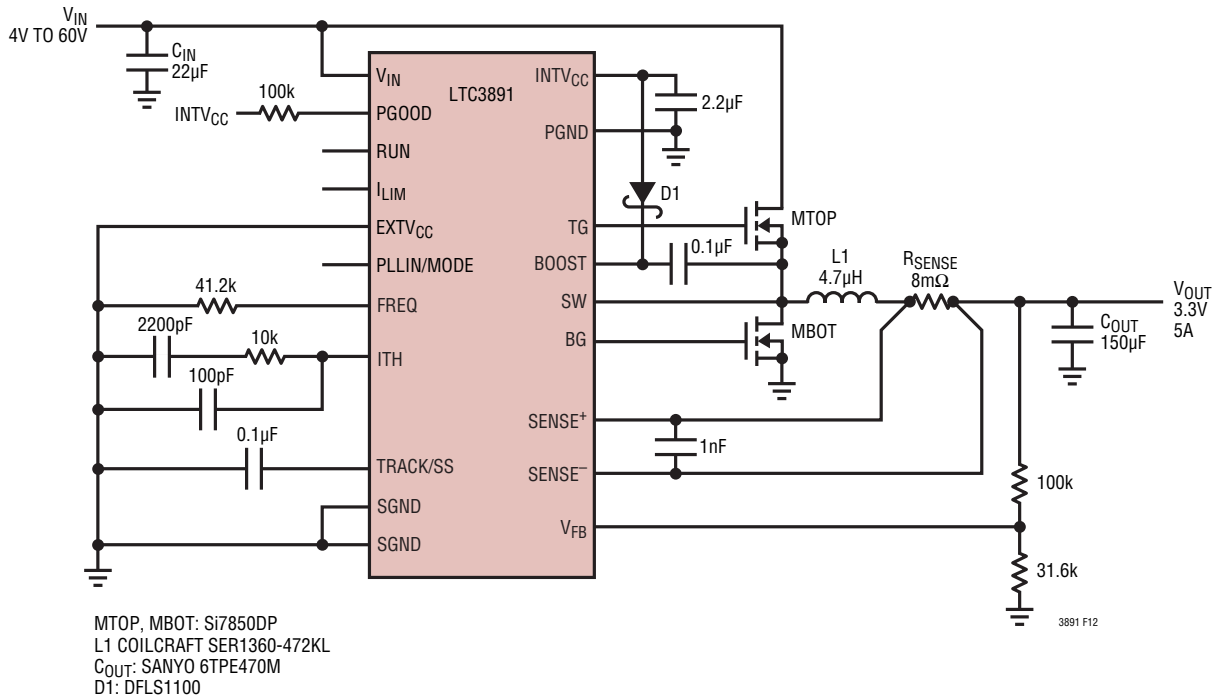 VIN
4V TO 60V
CIN
22µF
INTVCC
100k
LTC3891
VIN
PGOOD
RUN
ILIM
EXTVCC
PLLIN/MODE
FREQ
ITH
TRACK/SS
SGND
SGND
INTVCC
PGND
TG
BOOST
SW
BG
SENSE+
SENSE–
VFB
41.2k
2200pF
10k
100pF
0.1µF
2.2µF
D1
MTOP
0.1µF
L1
4.7µH
RSENSE
8mΩ
MBOT
VOUT
3.3V
5A
COUT
150µF
1nF
100k
31.6k
3891 F12
MTOP, MBOT: Si7850DP
L1 COILCRAFT SER1360-472KL
COUT: SANYO 6TPE470M
D1: DFLS1100